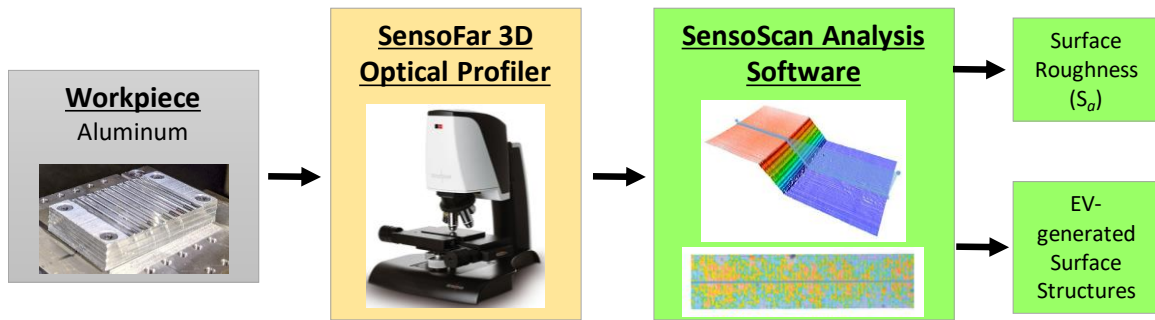 Workpiece
Aluminum
SensoFar 3D
Optical Profiler
SensoScan Analysis
Software
Surface
Roughness
(Sa)
EV-
generated
Surface
Structures